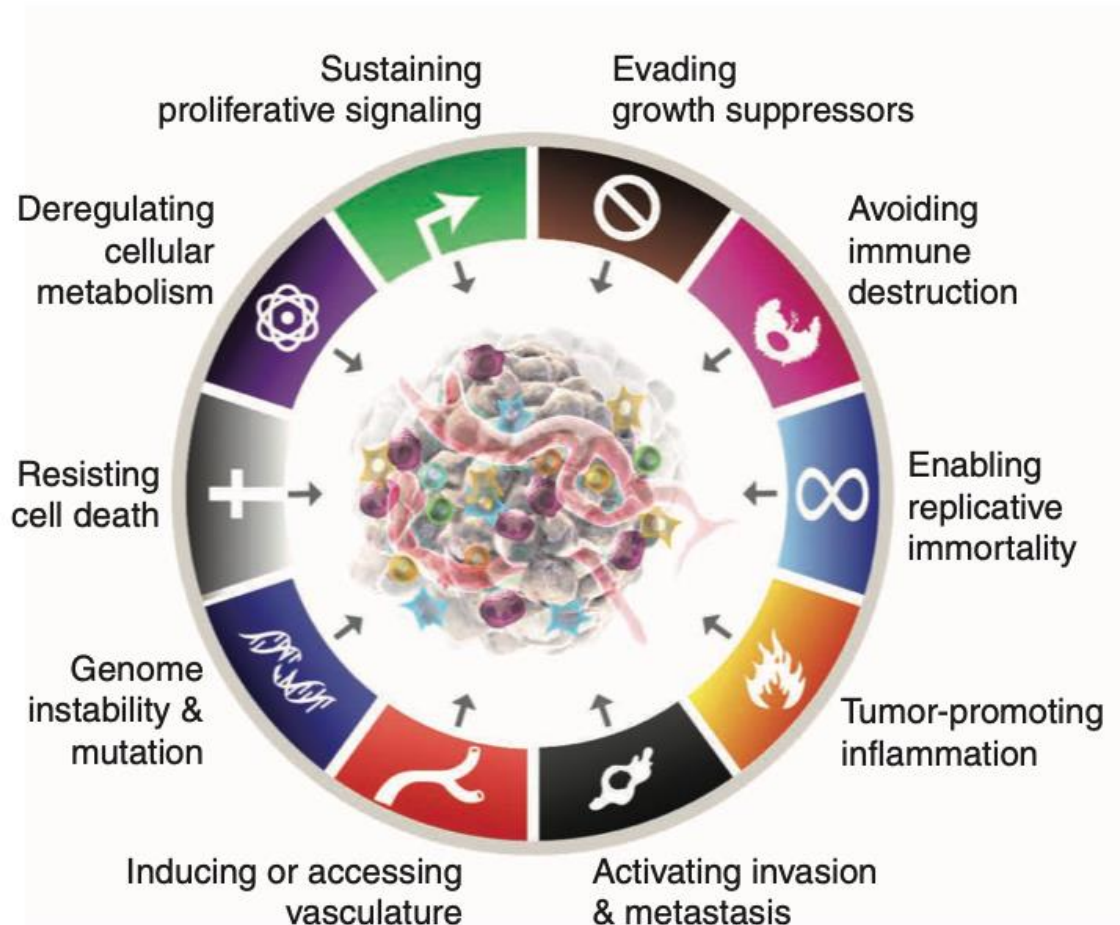 Sustaining
proliferative signaling
Evading
growth suppressors
Avoiding
immune
destruction
Enabling
replicative
immortality
Tumor-promoting
inflammation
Activating invasion
& metastasis
Inducing or accessing
vasculature
Genome
instability &
mutation
Resisting
cell death
Deregulating
cellular
metabolism